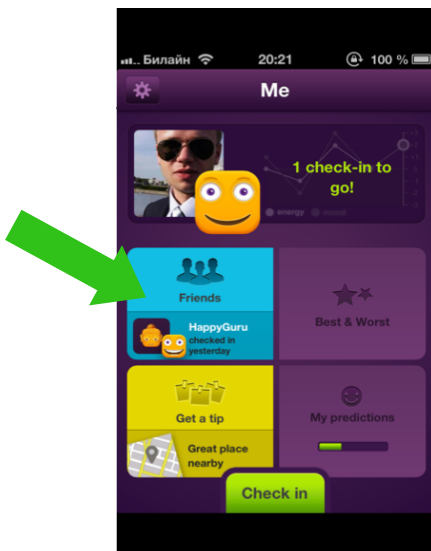 ııı.. Билайн 20:21 100 %
Me
1 check-in to
go!
energy mood
Friends
HappyGuru
checked in
yesterday
Best & Worst
Get a tip
Great place
nearby
My predictions
Check in